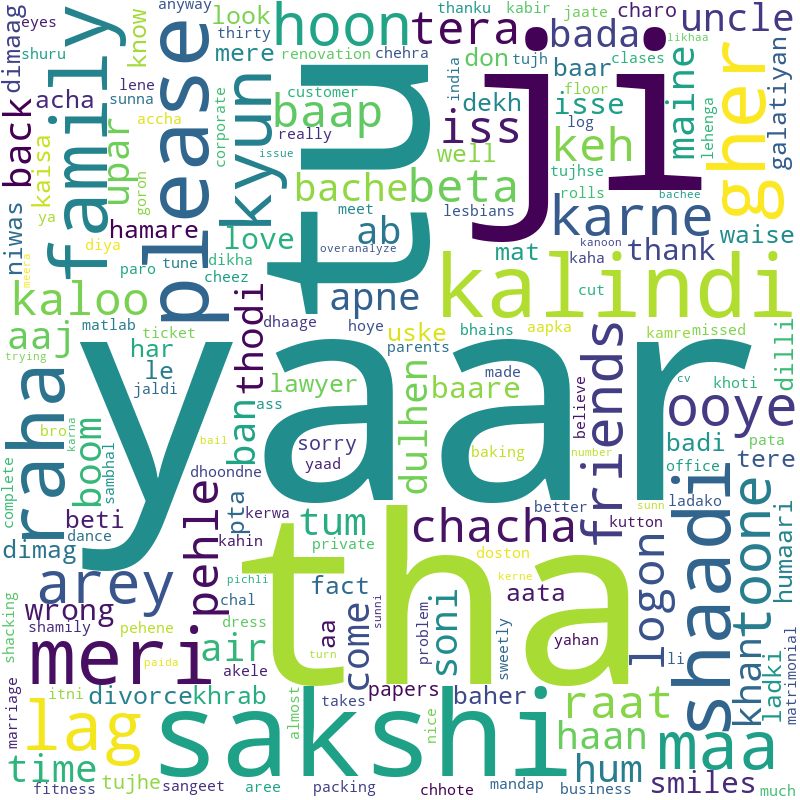 yaar
tha
tu
ji
sakshi
kalindi
shaadi
meri
please
family
gher
maa
lag
raha
kyun
hoon
tera
bada
uncle
iss
keh
karne
beta
baap
bache
ab
apne
love
hamare
upar
kaisa
back
niwas
acha
dimaag
eyes
shuru
lene
sunna
anyway
thirty
look
know
mere
renovation
chehra
customer
really
corporate
issue
accha
goron
ya
diya
meera
paro
tune
dikha
cheez
meet
overanalyze
dhaage
hoye
lesbians
well
dekh
india
don
baar
tujh
kabir
thanku
jaate
charo
likhaa
clases
floor
log
isse
tujhse
rolls
bachee
maine
lehenga
galatiyan
waise
thank
mat
kaha
kanoon
cut
aapka
bhains
kamre
missed
dilli
khoti
pata
cv
kaloo
aaj
matlab
ticket
trying
har
le
jaldi
thodi
uske
parents
lawyer
baare
made
believe
dulhen
ban
ass
bail
bro
karna
sambhal
boom
complete
sorry
yaad
baking
number
friends
ooye
badi
tere
office
ladako
sunn
better
kutton
pta
dhoondne
kerwa
kahin
private
tum
chacha
doston
kerne
beti
dance
dimag
pehle
arey
pichli
chal
fact
wrong
shamily
pehene
shacking
air
dress
sunni
turn
aa
akele
come
problem
soni
aata
sweetly
yahan
logon
li
khan
toone
humaari
ladki
matrimonial
paida
itni
divorce
khrab
marriage
almost
takes
papers
baher
nice
raat
haan
time
hum
smiles
fitness
tujhe
sangeet
aree
packing
chhote
mandap
business
much